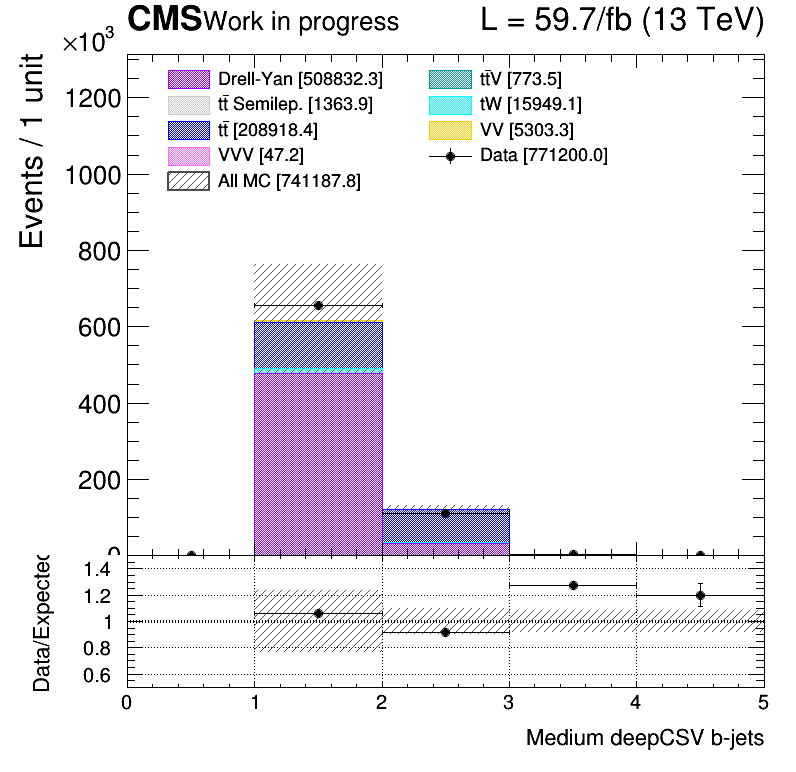 CMS Work in progress L = 59.7/fb (13 TeV)
×10³
Events / 1 unit
Drell-Yan [508832.3]
tt̄ Semilep. [1363.9]
tt̄ [208918.4]
VVV [47.2]
All MC [741187.8]
tt̄V [773.5]
tW [15949.1]
VV [5303.3]
Data [771200.0]
1200
1000
800
600
400
200
0
Data/Expected
1.4
1.2
1
0.8
0.6
0 1 2 3 4 5
Medium deepCSV b-jets